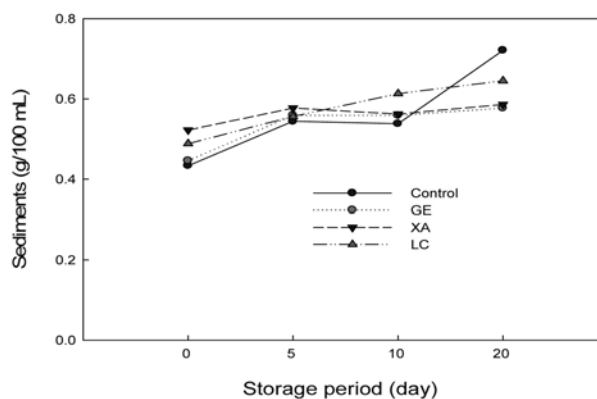 0.8
0.6
0.4
0.2
0.0
Sediments (g/100 mL)
Control
GE
XA
LC
0 5 10 20
Storage period (day)